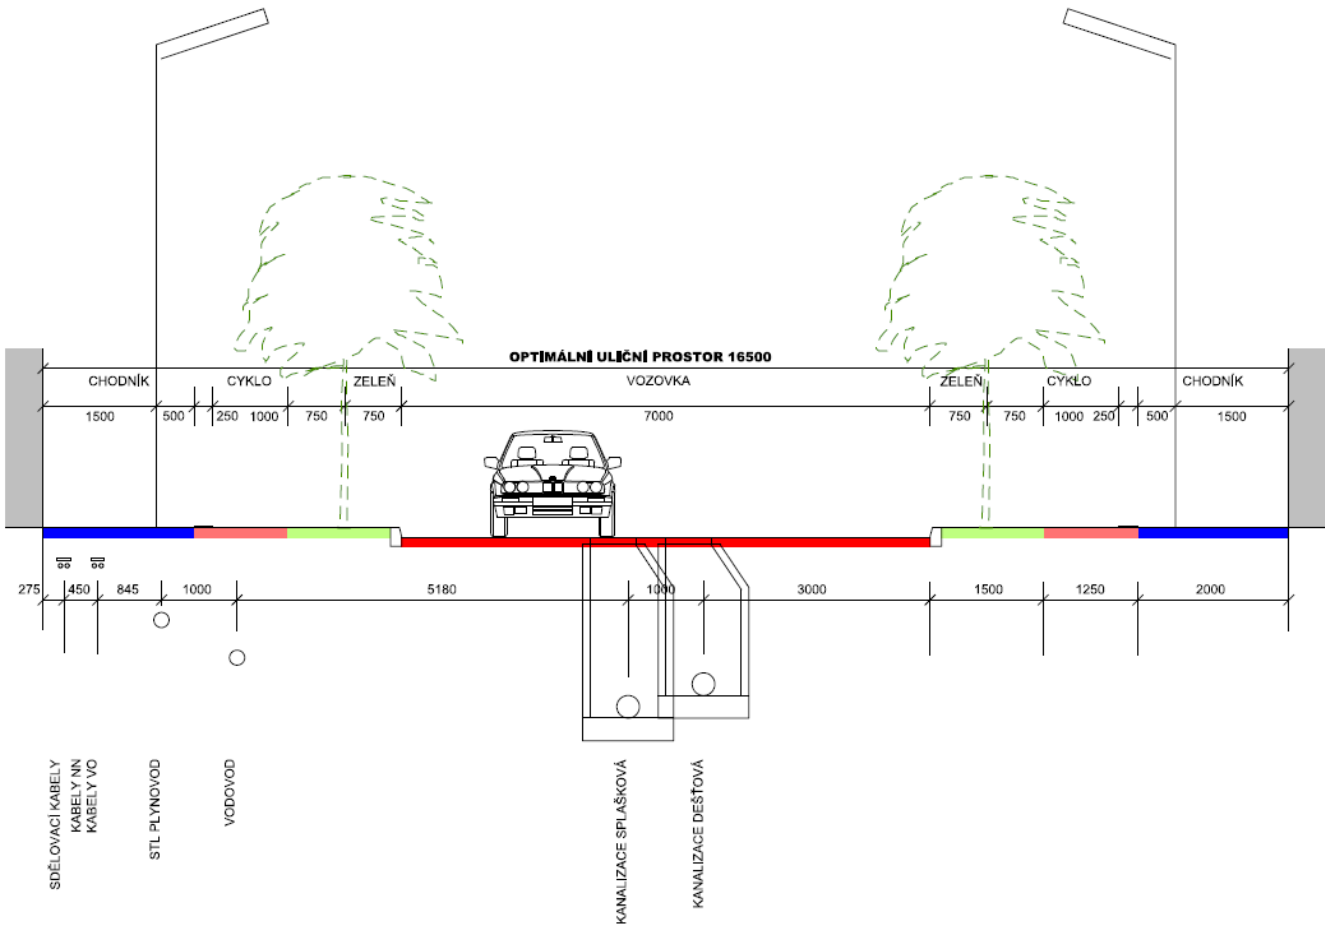 OPTIMÁLNÍ ULIČNÍ PROSTOR 16500
CHODNÍK CYKLO ZELEŇ VOZOVKA ZELEŇ CYKLO CHODNÍK
1500 500 250 1000 750 750 7000 750 750 1000 250 500 1500
275 450 845 1000 5180 1000 3000 1500 1250 2000
SDĚLOVACÍ KABELY
KABELY NN
KABELY VO
STL PLYNOVOD
VODOVOD
KANALIZACE SPLAŠKOVÁ
KANALIZACE DEŠŤOVÁ